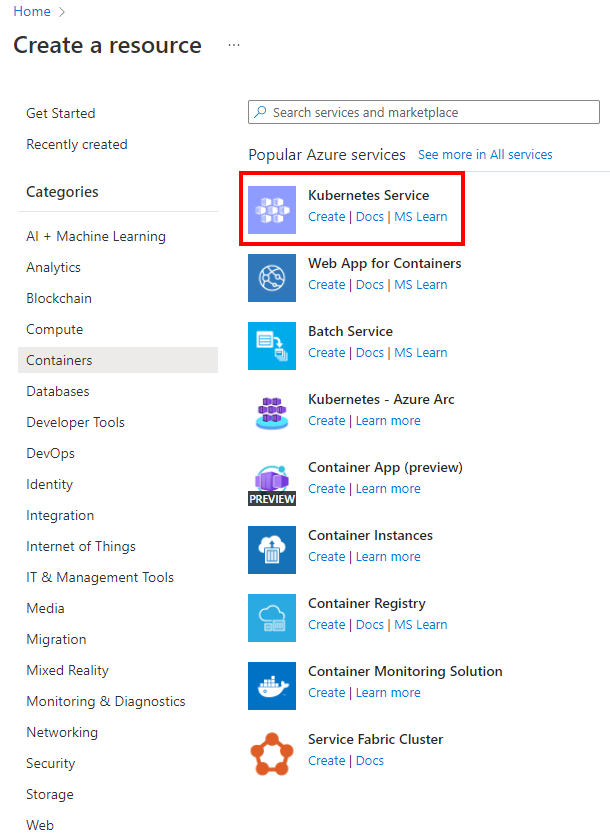 Home >
Create a resource ...
Get Started
Recently created
Categories
AI + Machine Learning
Analytics
Blockchain
Compute
Containers
Databases
Developer Tools
DevOps
Identity
Integration
Internet of Things
IT & Management Tools
Media
Migration
Mixed Reality
Monitoring & Diagnostics
Networking
Security
Storage
Web
Search services and marketplace
Popular Azure services See more in All services
Kubernetes Service
Create | Docs | MS Learn
Web App for Containers
Create | Docs | MS Learn
Batch Service
Create | Docs | MS Learn
Kubernetes - Azure Arc
Create | Learn more
PREVIEW
Container App (preview)
Create | Learn more
Container Instances
Create | Learn more
Container Registry
Create | Docs | MS Learn
Container Monitoring Solution
Create | Learn more
Service Fabric Cluster
Create | Docs